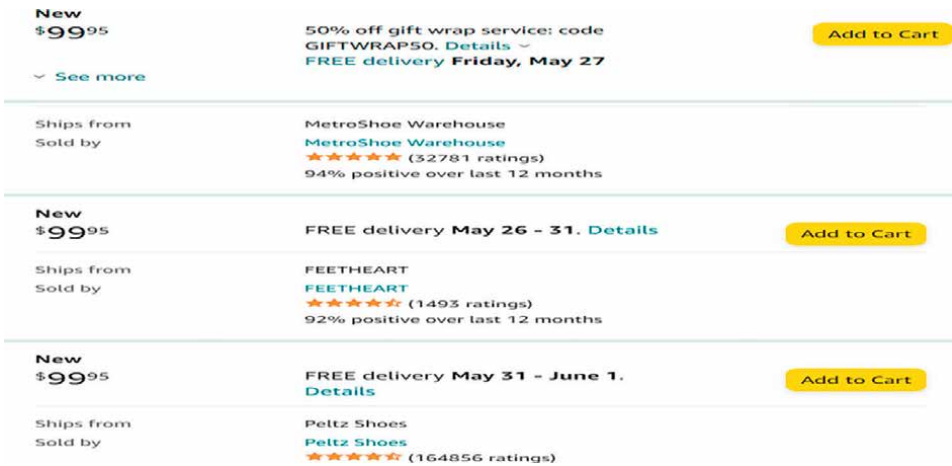 New
$9995
50% off gift wrap service: code
GIFTWRAP50. Details
FREE delivery Friday, May 27
Add to Cart
See more
Ships from
MetroShoe Warehouse
Sold by
MetroShoe Warehouse
(32781 ratings)
94% positive over last 12 months
New
$9995
FREE delivery May 26 - 31. Details
Add to Cart
Ships from
FEETHEART
Sold by
FEETHEART
(1493 ratings)
92% positive over last 12 months
New
$9995
FREE delivery May 31 - June 1.
Details
Add to Cart
Ships from
Peltz Shoes
Sold by
Peltz Shoes
(164856 ratings)